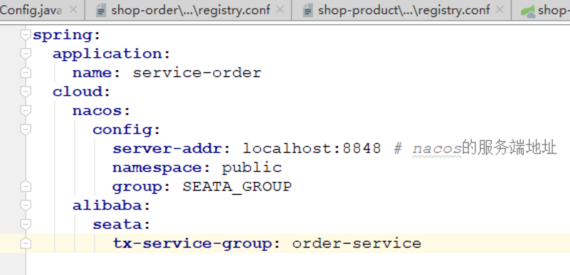 Config.java shop-order\...\registry.conf shop-product\...\registry.conf shop-
spring:
  application:
    name: service-order
  cloud:
    nacos:
      config:
        server-addr: localhost:8848 # nacos的服务端地址
        namespace: public
        group: SEATA_GROUP
    alibaba:
      seata:
        tx-service-group: order-service